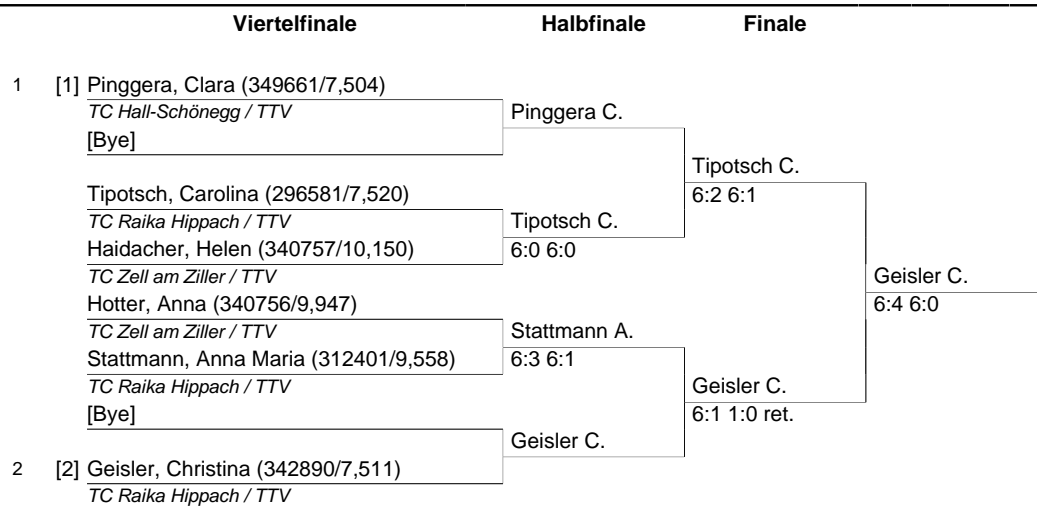 Viertelfinale Halbfinale Finale
1 [1] Pinggera, Clara (349661/7,504)
TC Hall-Schönegg / TTV Pinggera C.
[Bye]
Tipotsch C.
Tipotsch, Carolina (296581/7,520) 6:2 6:1
TC Raika Hippach / TTV Tipotsch C.
Haidacher, Helen (340757/10,150) 6:0 6:0
TC Zell am Ziller / TTV Geisler C.
Hotter, Anna (340756/9,947) 6:4 6:0
TC Zell am Ziller / TTV Stattmann A.
Stattmann, Anna Maria (312401/9,558) 6:3 6:1
TC Raika Hippach / TTV Geisler C.
[Bye] 6:1 1:0 ret.
Geisler C.
2 [2] Geisler, Christina (342890/7,511)
TC Raika Hippach / TTV